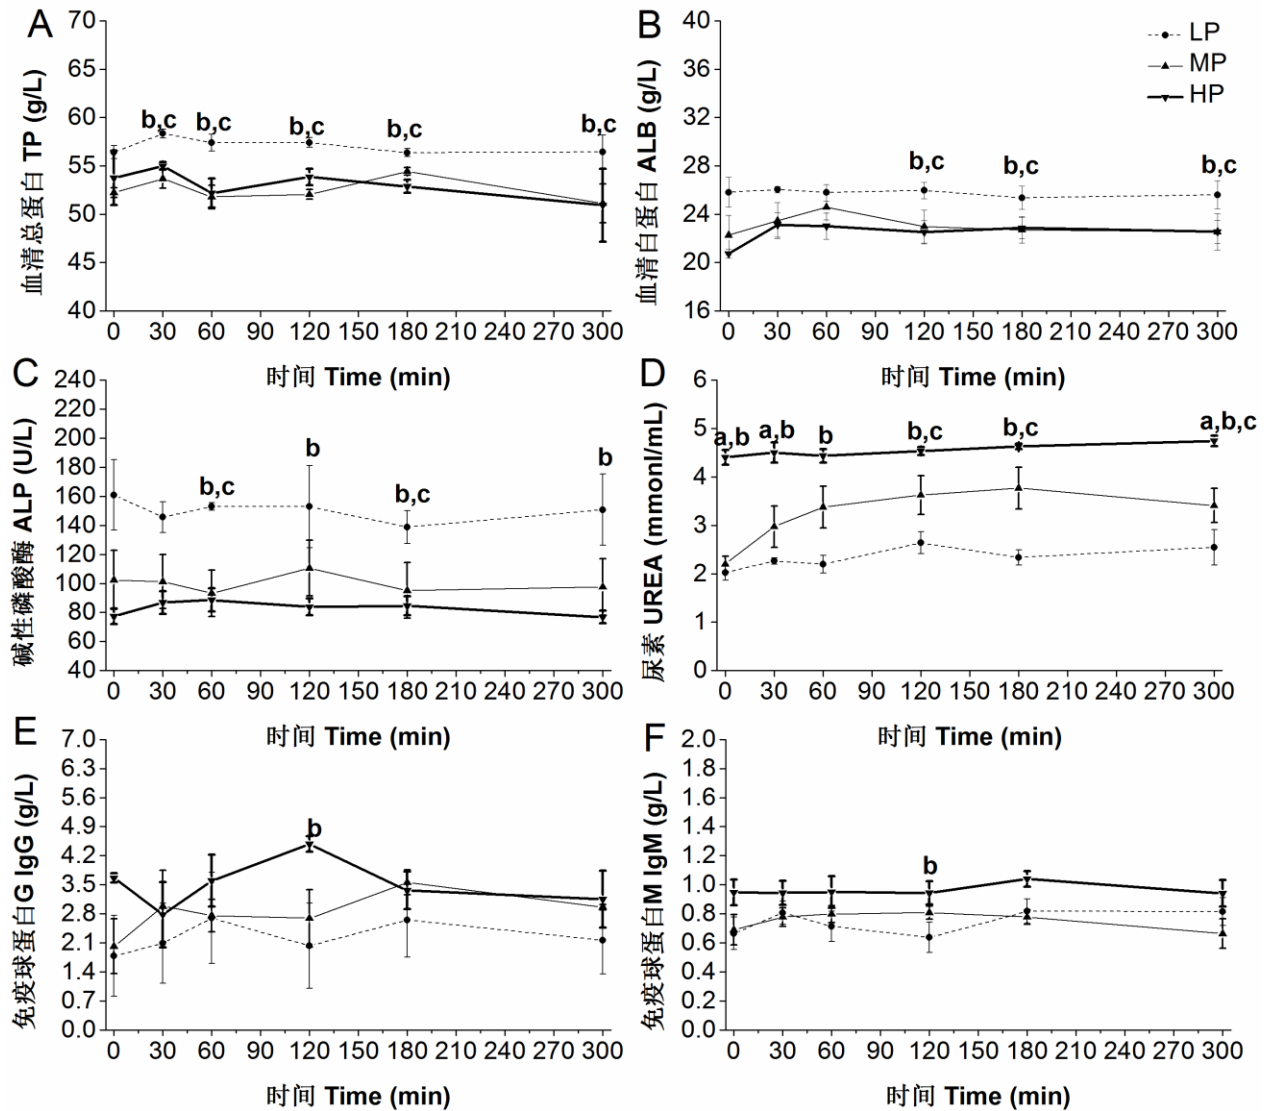 A
70
65
60
55
50
45
40
血清总蛋白 TP (g/L)
b,c
b,c
b,c
b,c
b,c
0 30 60 90 120 150 180 210 240 270 300
时间 Time (min)
B
40
36
32
28
24
20
16
血清白蛋白 ALB (g/L)
LP
MP
HP
b,c
b,c
b,c
0 30 60 90 120 150 180 210 240 270 300
时间 Time (min)
C
240
220
200
180
160
140
120
100
80
60
40
碱性磷酸酶 ALP (U/L)
b,c
b
b,c
b
0 30 60 90 120 150 180 210 240 270 300
时间 Time (min)
D
6
5
4
3
2
1
0
尿素 UREA (mmonl/mL)
a,b
a,b
b
b,c
b,c
a,b,c
0 30 60 90 120 150 180 210 240 270 300
时间 Time (min)
E
7.0
6.3
5.6
4.9
4.2
3.5
2.8
2.1
1.4
0.7
0.0
免疫球蛋白G IgG (g/L)
b
0 30 60 90 120 150 180 210 240 270 300
时间 Time (min)
F
2.0
1.8
1.6
1.4
1.2
1.0
0.8
0.6
0.4
0.2
0.0
免疫球蛋白M IgM (g/L)
b
0 30 60 90 120 150 180 210 240 270 300
时间 Time (min)